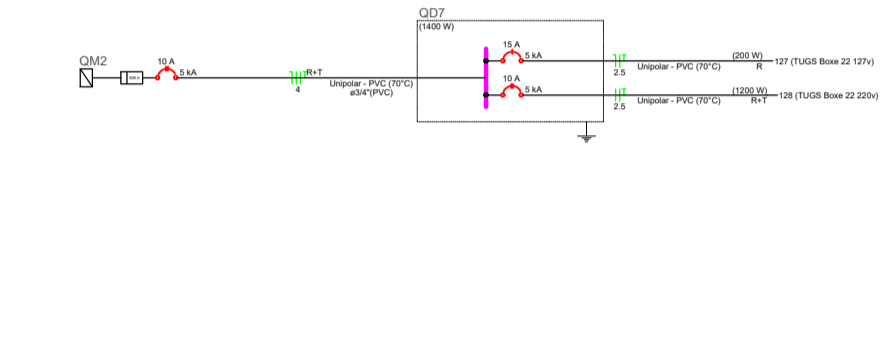 QD7
(1400 W)
QM2
10 A
5 kA
R+T
4
Unipolar - PVC (70°C)
ø3/4"(PVC)
15 A
5 kA
2.5
Unipolar - PVC (70°C)
(200 W)
R
127 (TUGS Boxe 22 127v)
10 A
5 kA
2.5
Unipolar - PVC (70°C)
(1200 W)
R+T
128 (TUGS Boxe 22 220v)